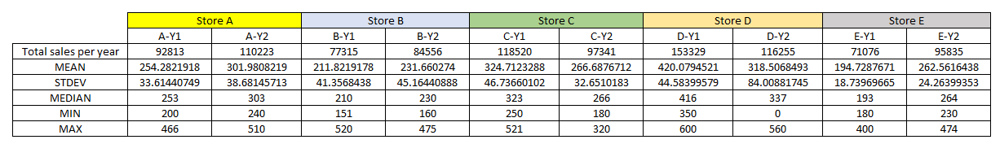 Store A Store B Store C Store D Store E
A-Y1 A-Y2 B-Y1 B-Y2 C-Y1 C-Y2 D-Y1 D-Y2 E-Y1 E-Y2
Total sales per year 92813 110223 77315 84556 118520 97341 153329 116255 71076 95835
MEAN 254.2821918 301.9808219 211.8219178 231.660274 324.7123288 266.6876712 420.0794521 318.5068493 194.7287671 262.5616438
STDEV 33.61440749 38.68145713 41.3568438 45.16440888 46.73660102 32.6510183 44.58399579 84.00881745 18.73969665 24.26399353
MEDIAN 253 303 210 230 323 266 416 337 193 264
MIN 200 240 151 160 250 180 350 0 180 230
MAX 466 510 520 475 521 320 600 560 400 474